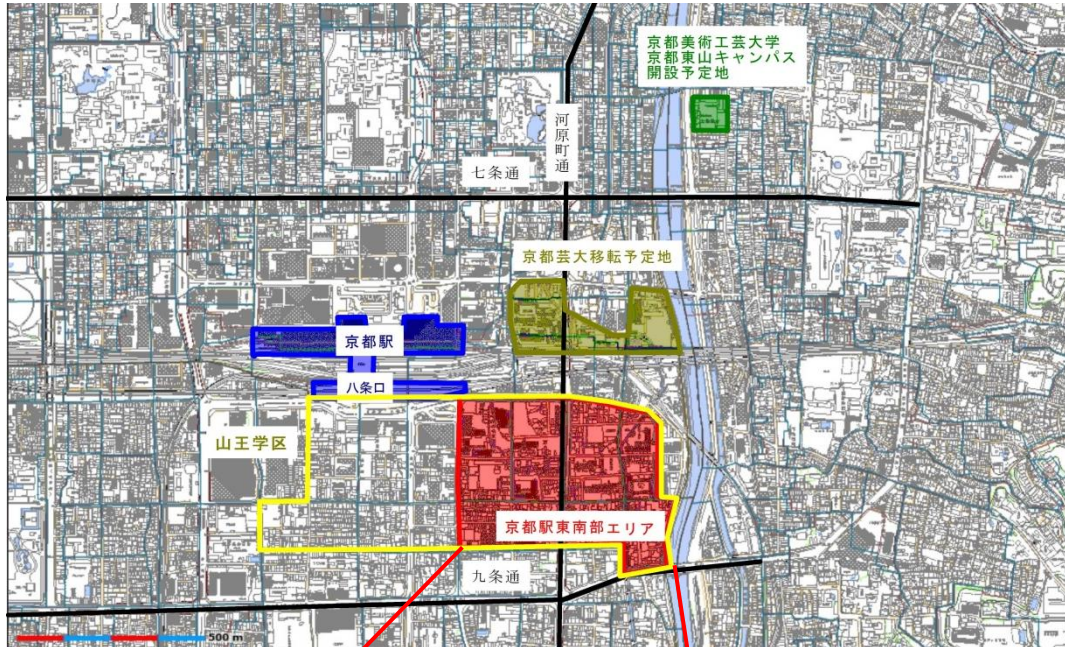 京都美術工芸大学
京都東山キャンパス
開設予定地
河原町通
七条通
京都芸大移転予定地
京都駅
八条口
山王学区
京都駅東南部エリア
九条通
500 m